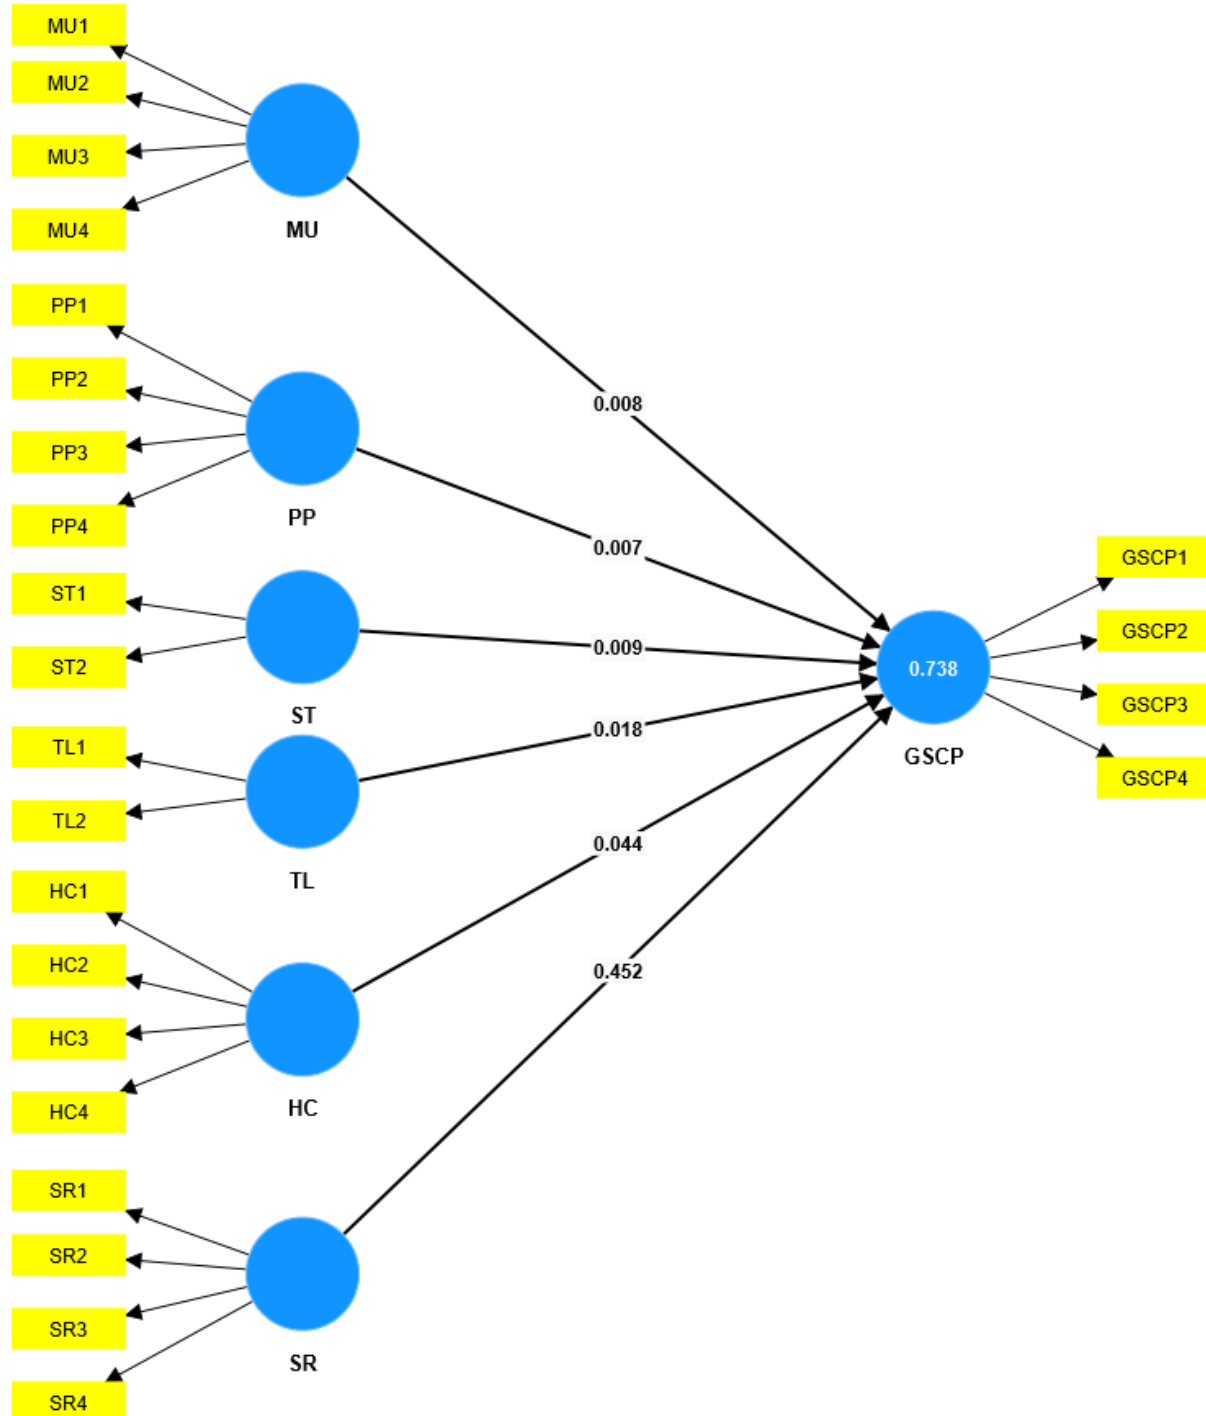 MU1
MU2
MU3
MU4
MU
PP1
PP2
PP3
PP4
PP
ST1
ST2
ST
TL1
TL2
TL
HC1
HC2
HC3
HC4
HC
SR1
SR2
SR3
SR4
SR
0.008
0.007
0.009
0.018
0.044
0.452
0.738
GSCP
GSCP1
GSCP2
GSCP3
GSCP4